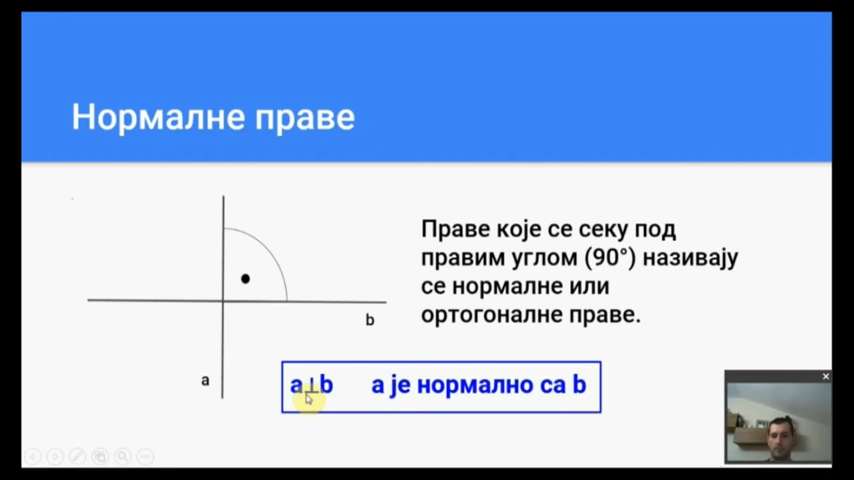 Нормалне праве
Праве које се секу под
правим углом (90°) називају
се нормалне или
ортогоналне праве.
b
a
a⊥b a је нормално са b